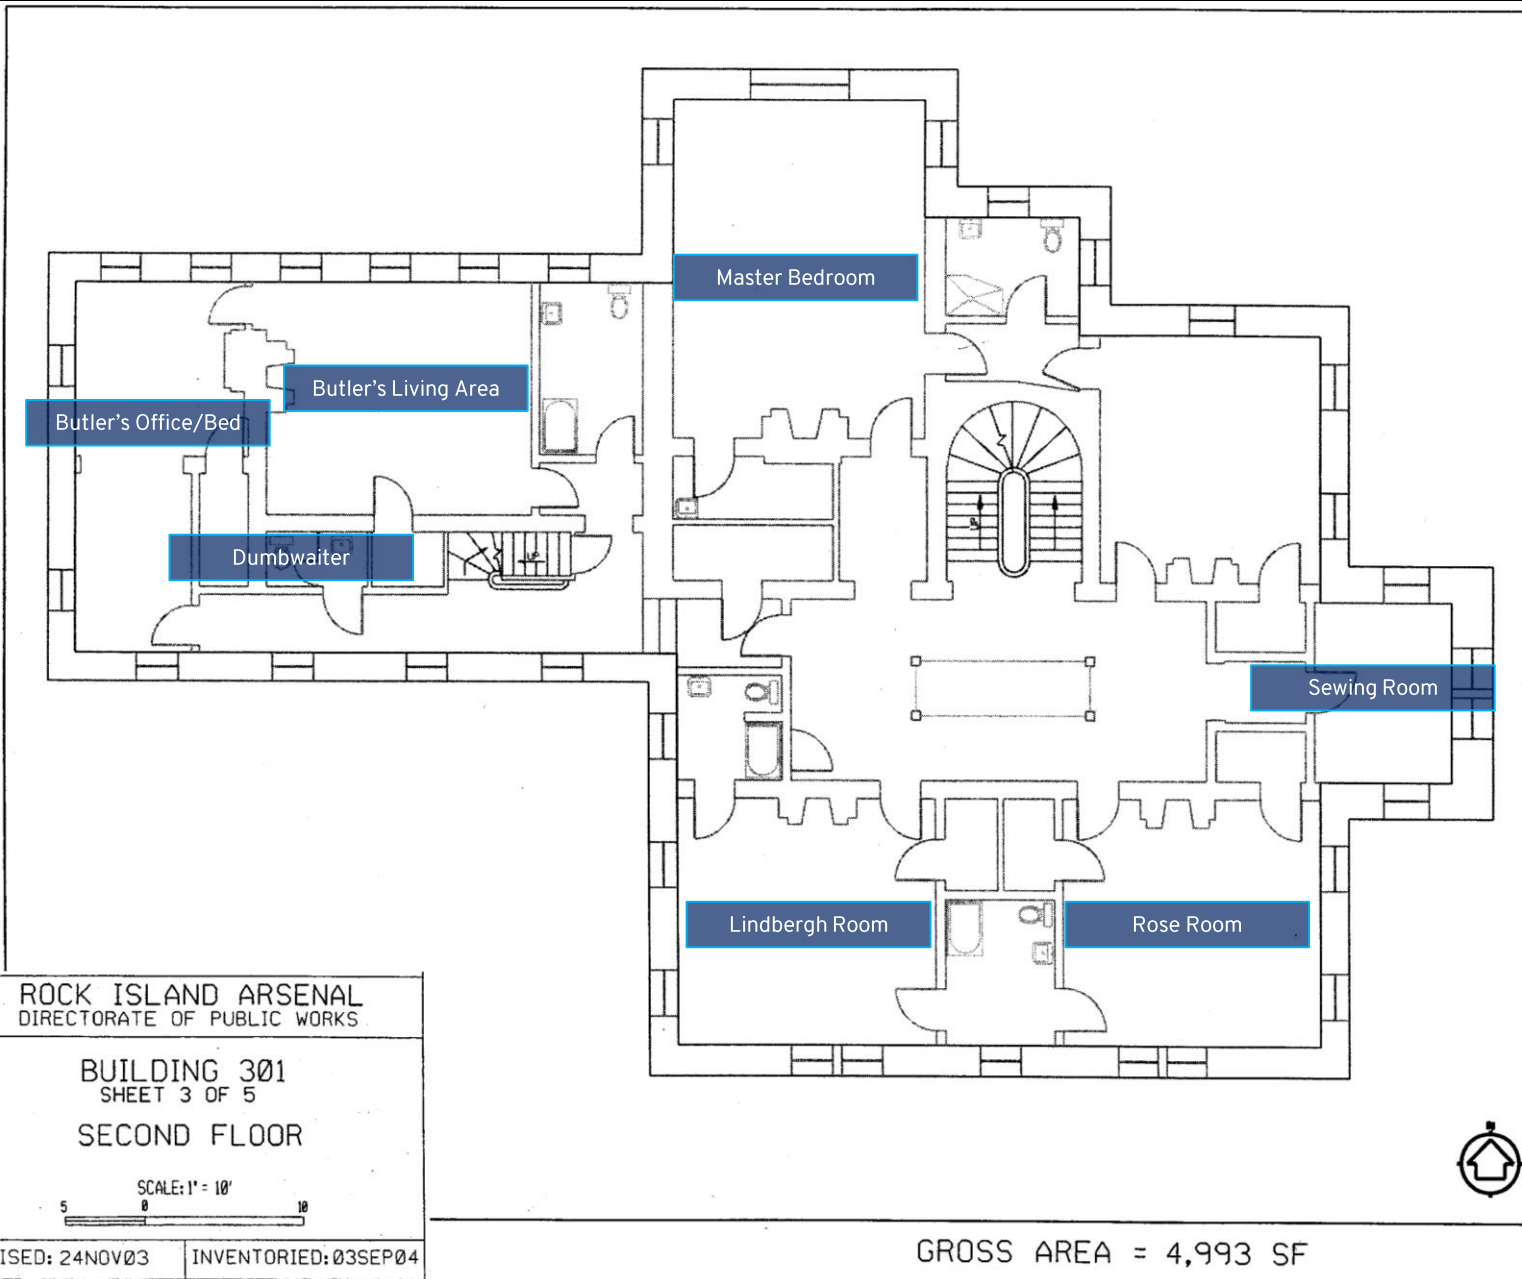 Master Bedroom
Butler's Living Area
Butler's Office/Bed
Dumbwaiter
UP
UP
Sewing Room
Lindbergh Room
Rose Room
ROCK ISLAND ARSENAL
DIRECTORATE OF PUBLIC WORKS
BUILDING 301
SHEET 3 OF 5
SECOND FLOOR
SCALE: 1" = 10'
5 0 10
ISED: 24NOV03
INVENTORIED: 03SEP04
N
GROSS AREA = 4,993 SF